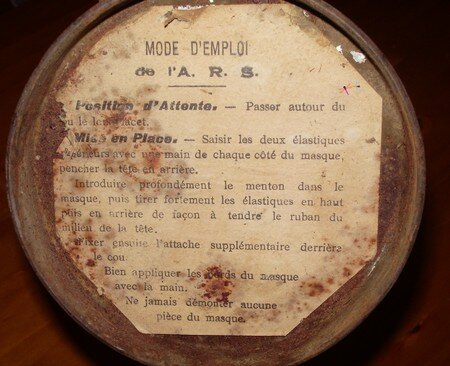 MODE D'EMPLOI
de l'A. R. S.
Position d'Attente. — Passer autour du
lacet.
Mise en Place. — Saisir les deux élastiques
avec une main de chaque côté du masque,
pencher la tête en arrière.
Introduire profondément le menton dans le
masque, puis tirer fortement les élastiques en haut
puis en arrière de façon à tendre le ruban du
milieu de la tête.
Fixer ensuite l'attache supplémentaire derrière
le cou.
Bien appliquer les bords du masque
avec la main.
Ne jamais démonter aucune
pièce du masque.